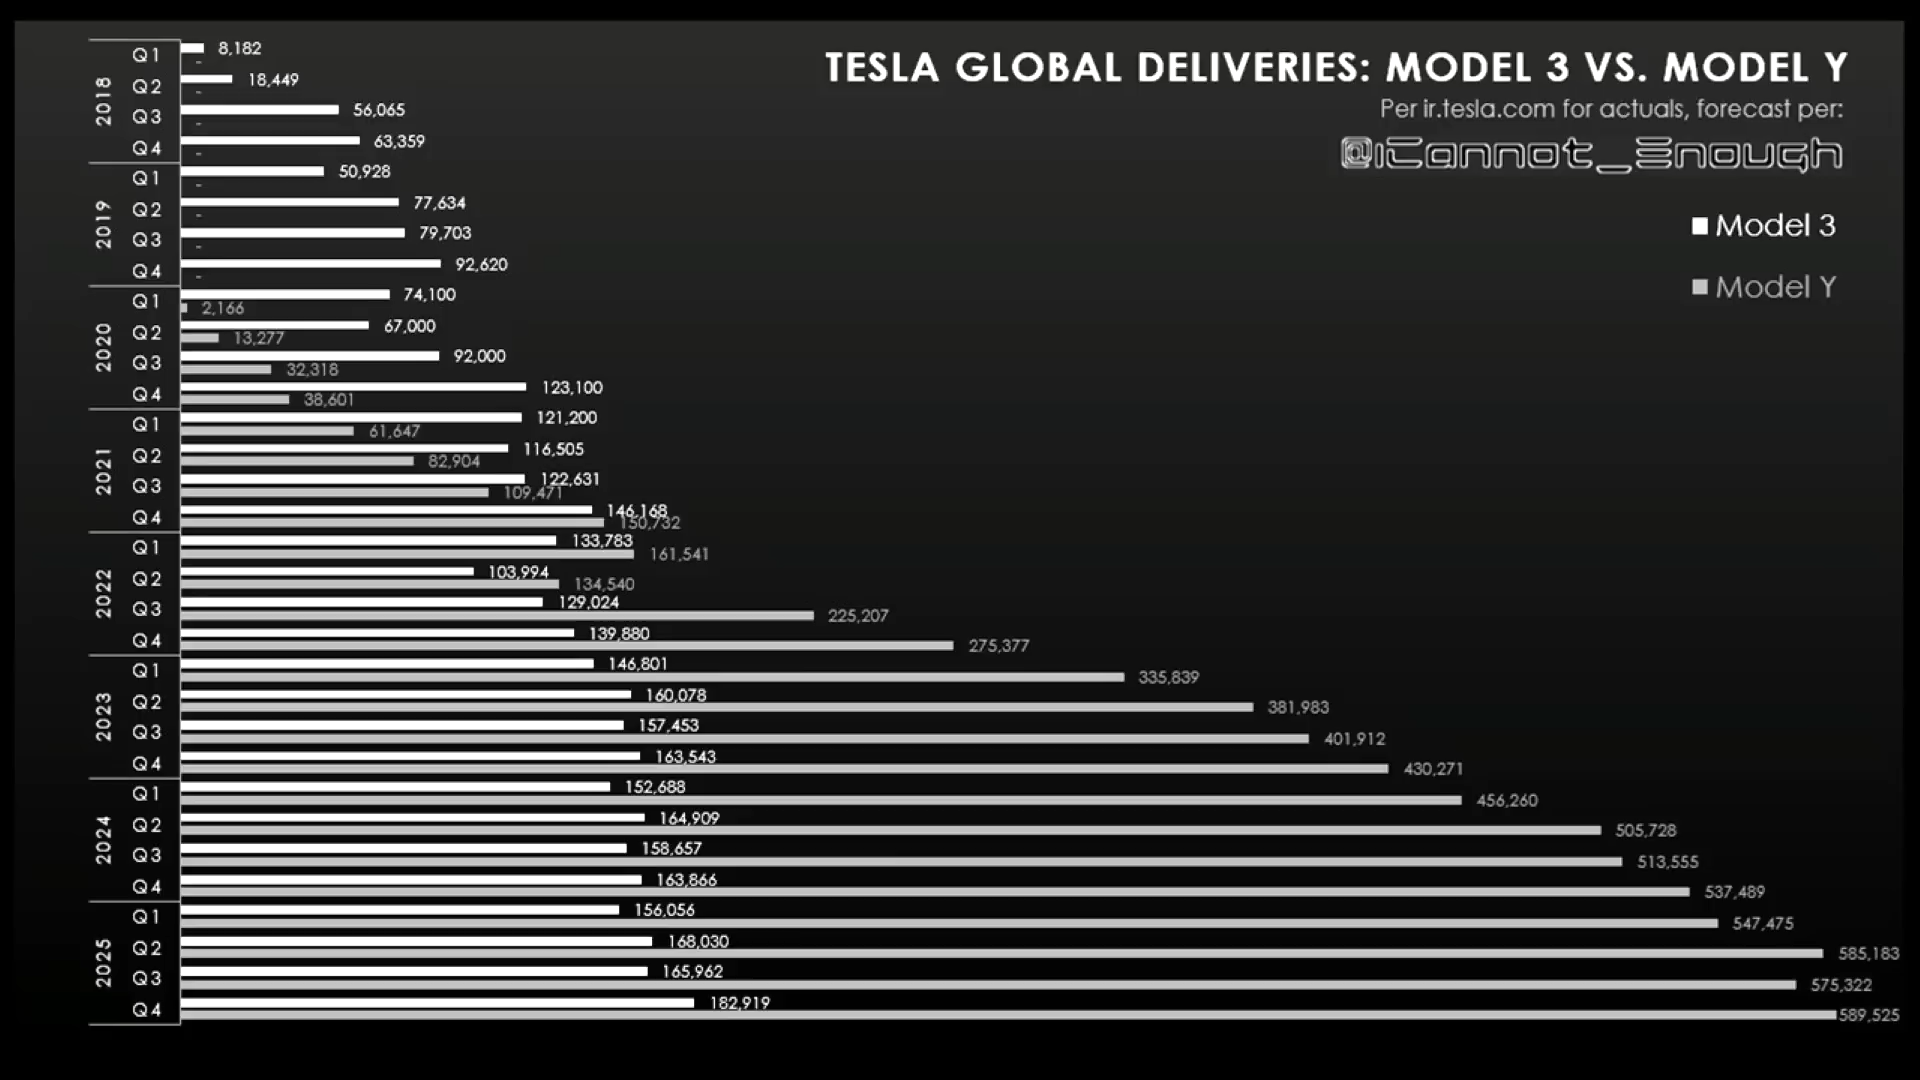 TESLA GLOBAL DELIVERIES: MODEL 3 VS. MODEL Y
Per ir.tesla.com for actuals, forecast per:
@iCannot_Enough
Model 3
Model Y
2018
Q1 8,182 -
Q2 18,449 -
Q3 56,065 -
Q4 63,359 -
2019
Q1 50,928 -
Q2 77,634 -
Q3 79,703 -
Q4 92,620 -
2020
Q1 74,100 2,166
Q2 67,000 13,277
Q3 92,000 32,318
Q4 123,100 38,601
2021
Q1 121,200 61,647
Q2 116,505 82,904
Q3 122,631 109,471
Q4 146,168 150,732
2022
Q1 133,783 161,541
Q2 103,994 134,540
Q3 129,024 225,207
Q4 139,880 275,377
2023
Q1 146,801 335,839
Q2 160,078 381,983
Q3 157,453 401,912
Q4 163,543 430,271
2024
Q1 152,688 456,260
Q2 164,909 505,728
Q3 158,657 513,555
Q4 163,866 537,489
2025
Q1 156,056 547,475
Q2 168,030 585,183
Q3 165,962 575,322
Q4 182,919 589,525